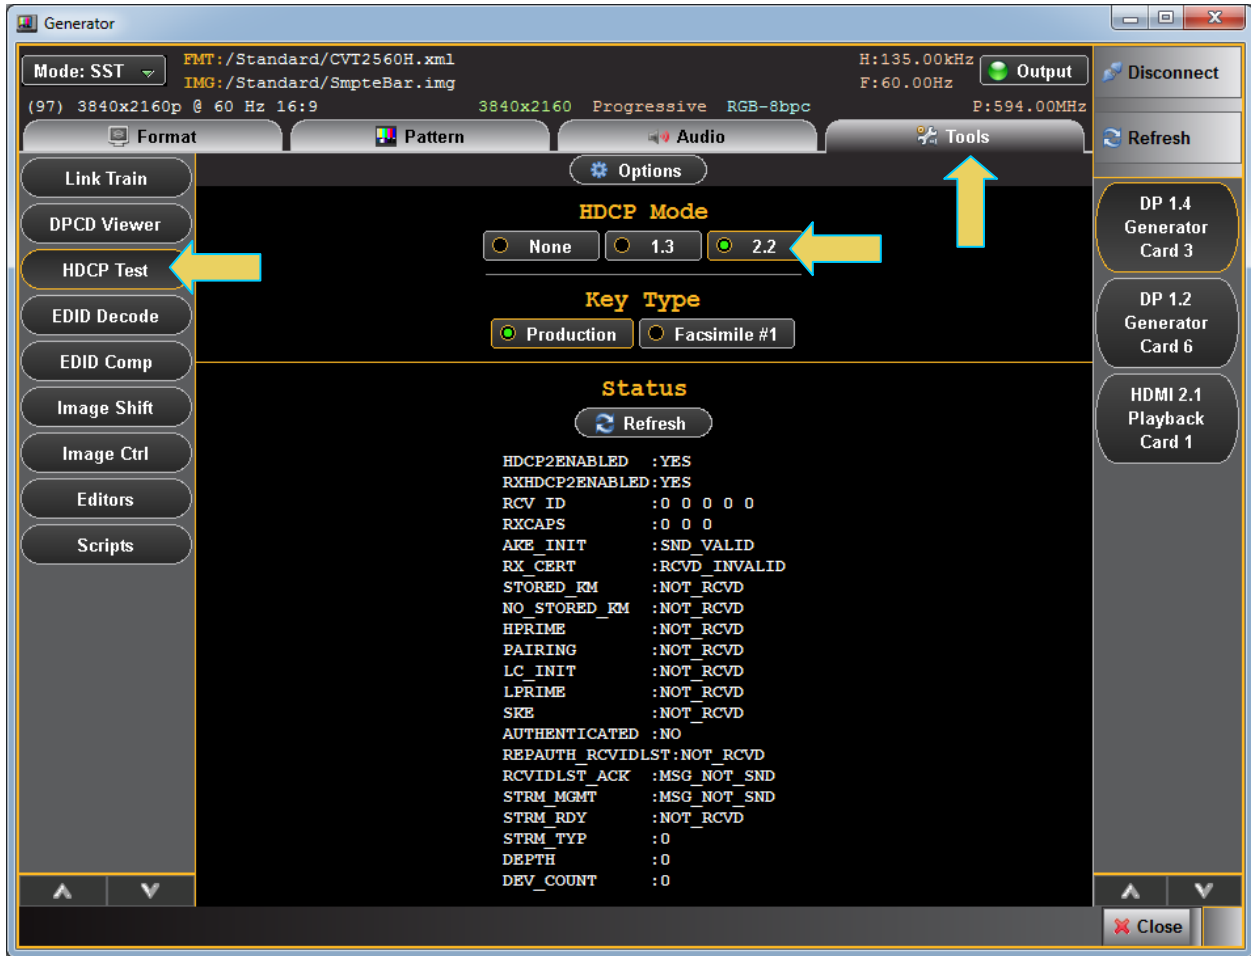 Generator
Mode: SST
FMT:/Standard/CVT2560H.xml
IMG:/Standard/SmpteBar.img
H:135.00kHz
F:60.00Hz
Output
(97) 3840x2160p @ 60 Hz 16:9
3840x2160 Progressive RGB-8bpc
P:594.00MHz
Disconnect
Refresh
Format
Pattern
Audio
Tools
Options
Link Train
DPCD Viewer
HDCP Test
EDID Decode
EDID Comp
Image Shift
Image Ctrl
Editors
Scripts
HDCP Mode
None
1.3
2.2
Key Type
Production
Facsimile #1
Status
Refresh
HDCP2ENABLED :YES
RXHDCP2ENABLED:YES
RCV ID :0 0 0 0 0
RXCAPS :0 0 0
AKE_INIT :SND_VALID
RX_CERT :RCVD_INVALID
STORED_KM :NOT_RCVD
NO_STORED_KM :NOT_RCVD
HPRIME :NOT_RCVD
PAIRING :NOT_RCVD
LC_INIT :NOT_RCVD
LPRIME :NOT_RCVD
SKE :NOT_RCVD
AUTHENTICATED :NO
REPAUTH_RCVIDLST:NOT_RCVD
RCVIDLST_ACK :MSG_NOT_SND
STRM_MGMT :MSG_NOT_SND
STRM_RDY :NOT_RCVD
STRM_TYP :0
DEPTH :0
DEV_COUNT :0
DP 1.4
Generator
Card 3
DP 1.2
Generator
Card 6
HDMI 2.1
Playback
Card 1
Close